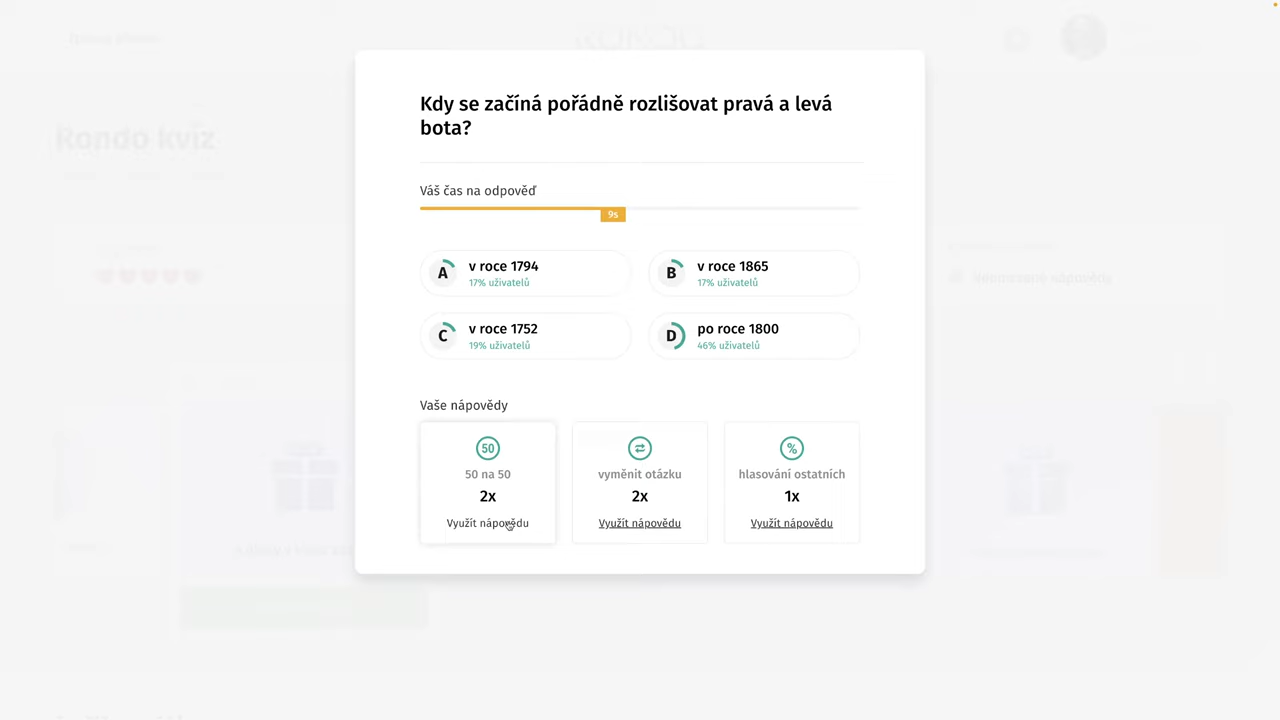 Rondo kvíz
Kdy se začíná pořádně rozlišovat pravá a levá
bota?
Váš čas na odpověď
9s
A
v roce 1794
17% uživatelů
B
v roce 1865
17% uživatelů
C
v roce 1752
19% uživatelů
D
po roce 1800
46% uživatelů
Vaše nápovědy
50
50 na 50
2x
Využít nápovědu
vyměnit otázku
2x
Využít nápovědu
%
hlasování ostatních
1x
Využít nápovědu